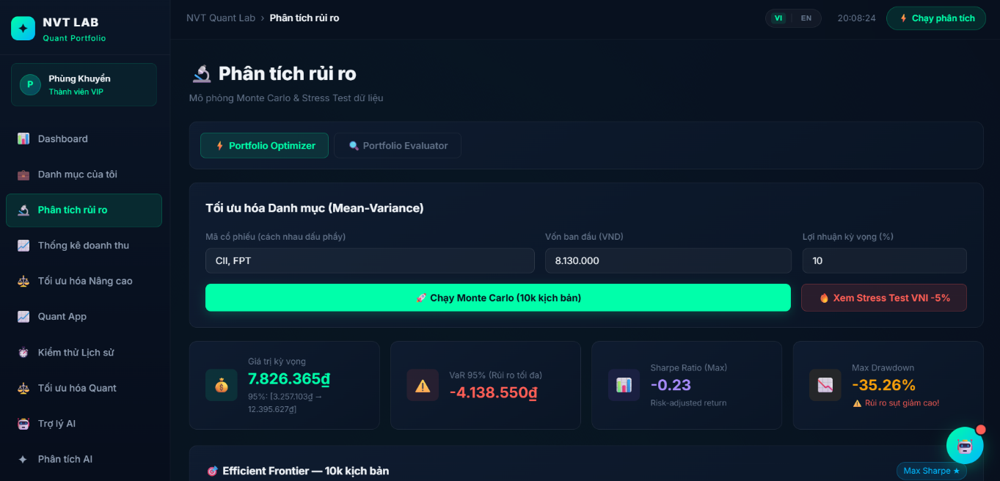 NVT LAB
Quant Portfolio
P
Phùng Khuyển
Thành viên VIP
Dashboard
Danh mục của tôi
Phân tích rủi ro
Thống kê doanh thu
Tối ưu hóa Nâng cao
Quant App
Kiểm thử Lịch sử
Tối ưu hóa Quant
Trợ lý AI
Phân tích AI
NVT Quant Lab › Phân tích rủi ro
VI EN
20:08:24
Chạy phân tích
Phân tích rủi ro
Mô phỏng Monte Carlo & Stress Test dữ liệu
Portfolio Optimizer
Portfolio Evaluator
Tối ưu hóa Danh mục (Mean-Variance)
Mã cổ phiếu (cách nhau dấu phẩy)
CII, FPT
Vốn ban đầu (VND)
8.130.000
Lợi nhuận kỳ vọng (%)
10
Chạy Monte Carlo (10k kịch bản)
Xem Stress Test VNI -5%
Giá trị kỳ vọng
7.826.365₫
95%: [3.257.103₫ →
12.395.627₫]
VaR 95% (Rủi ro tối đa)
-4.138.550₫
Sharpe Ratio (Max)
-0.23
Risk-adjusted return
Max Drawdown
-35.26%
Rủi ro sụt giảm cao!
Efficient Frontier — 10k kịch bản
Max Sharpe ★